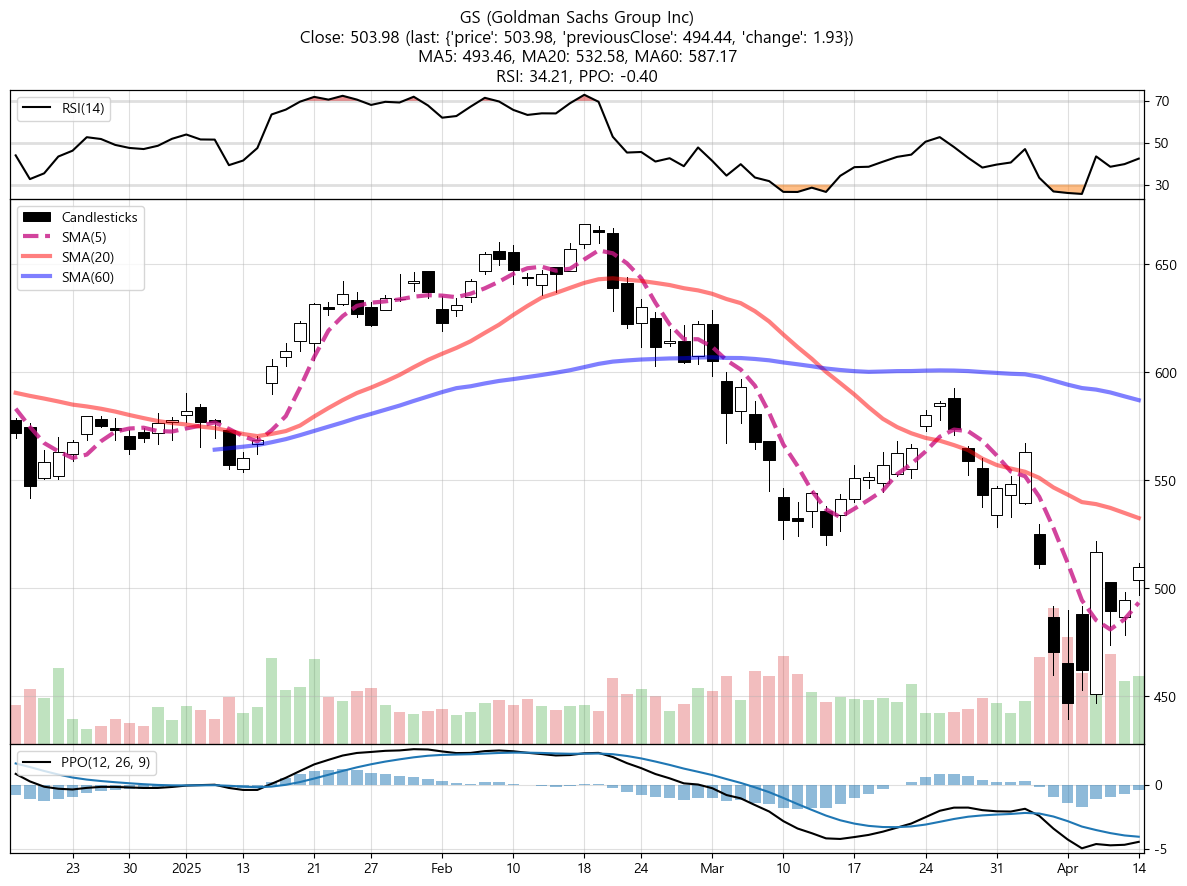 GS (Goldman Sachs Group Inc)
Close: 503.98 (last: {'price': 503.98, 'previousClose': 494.44, 'change': 1.93})
MA5: 493.46, MA20: 532.58, MA60: 587.17
RSI: 34.21, PPO: -0.40
RSI(14)
70
50
30
Candlesticks
SMA(5)
SMA(20)
SMA(60)
650
600
550
500
450
PPO(12, 26, 9)
0
-5
23 30 2025 13 21 27 Feb 10 18 24 Mar 10 17 24 31 Apr 14